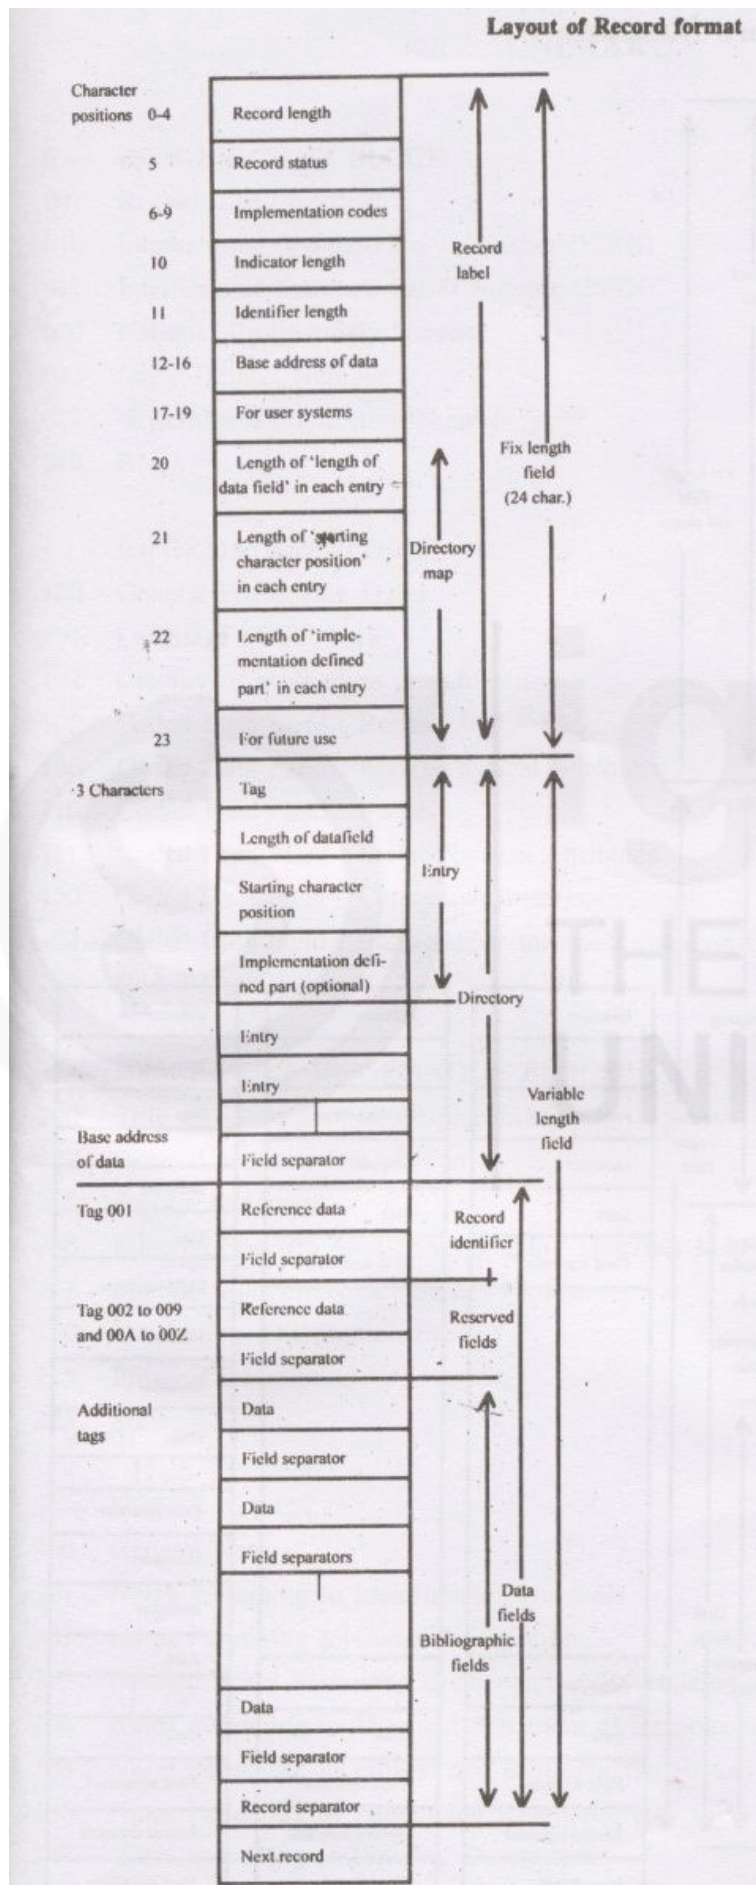 Layout of Record format
Character
positions 0-4
Record length
5
Record status
6-9
Implementation codes
10
Indicator length
11
Identifier length
12-16
Base address of data
17-19
For user systems
20
Length of 'length of
data field' in each entry
21
Length of 'starting
character position'
in each entry
22
Length of 'imple-
mentation defined
part' in each entry
23
For future use
Directory
map
Record
label
Fix length
field
(24 char.)
3 Characters
Tag
Length of datafield
Starting character
position
Implementation defi-
ned part (optional)
Entry
Directory
Entry
Entry
Variable
length
field
Base address
of data
Field separator
Tag 001
Reference data
Field separator
Record
identifier
Tag 002 to 009
and 00A to 00Z
Reference data
Field separator
Reserved
fields
Additional
tags
Data
Field separator
Data
Field separators
Data
fields
Bibliographic
fields
Data
Field separator
Record separator
Next record
ig
THE
UNI